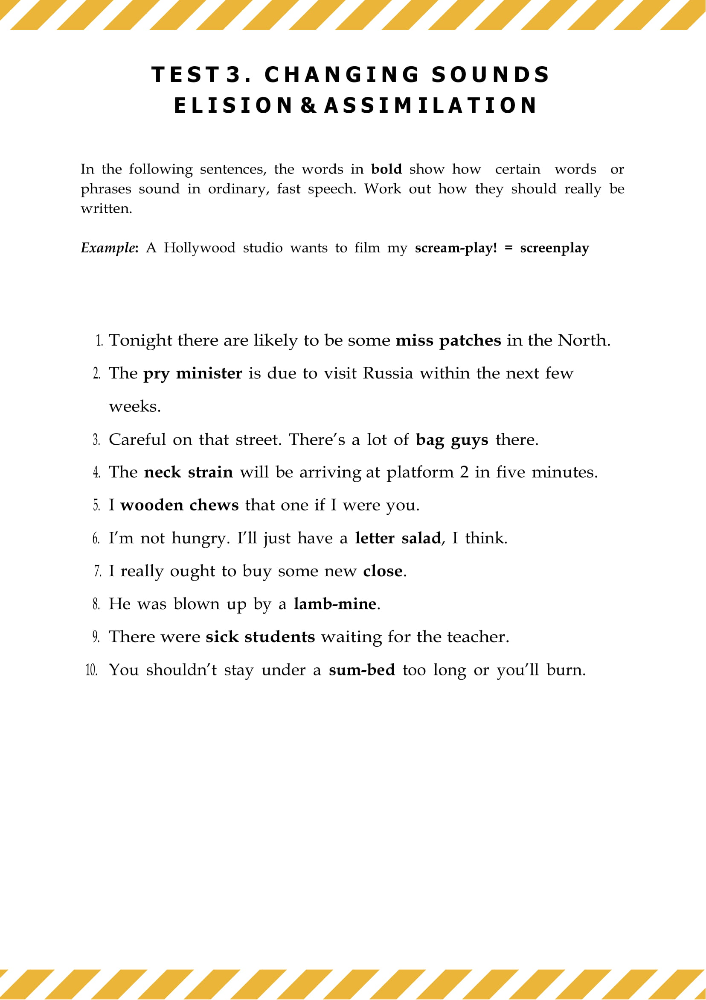 TEST 3. CHANGING SOUNDS
ELISION & ASSIMILATION
In the following sentences, the words in bold show how certain words or
phrases sound in ordinary, fast speech. Work out how they should really be
written.
Example: A Hollywood studio wants to film my scream-play! = screenplay
1. Tonight there are likely to be some miss patches in the North.
2. The pry minister is due to visit Russia within the next few
weeks.
3. Careful on that street. There’s a lot of bag guys there.
4. The neck strain will be arriving at platform 2 in five minutes.
5. I wooden chews that one if I were you.
6. I’m not hungry. I’ll just have a letter salad, I think.
7. I really ought to buy some new close.
8. He was blown up by a lamb-mine.
9. There were sick students waiting for the teacher.
10. You shouldn’t stay under a sum-bed too long or you’ll burn.